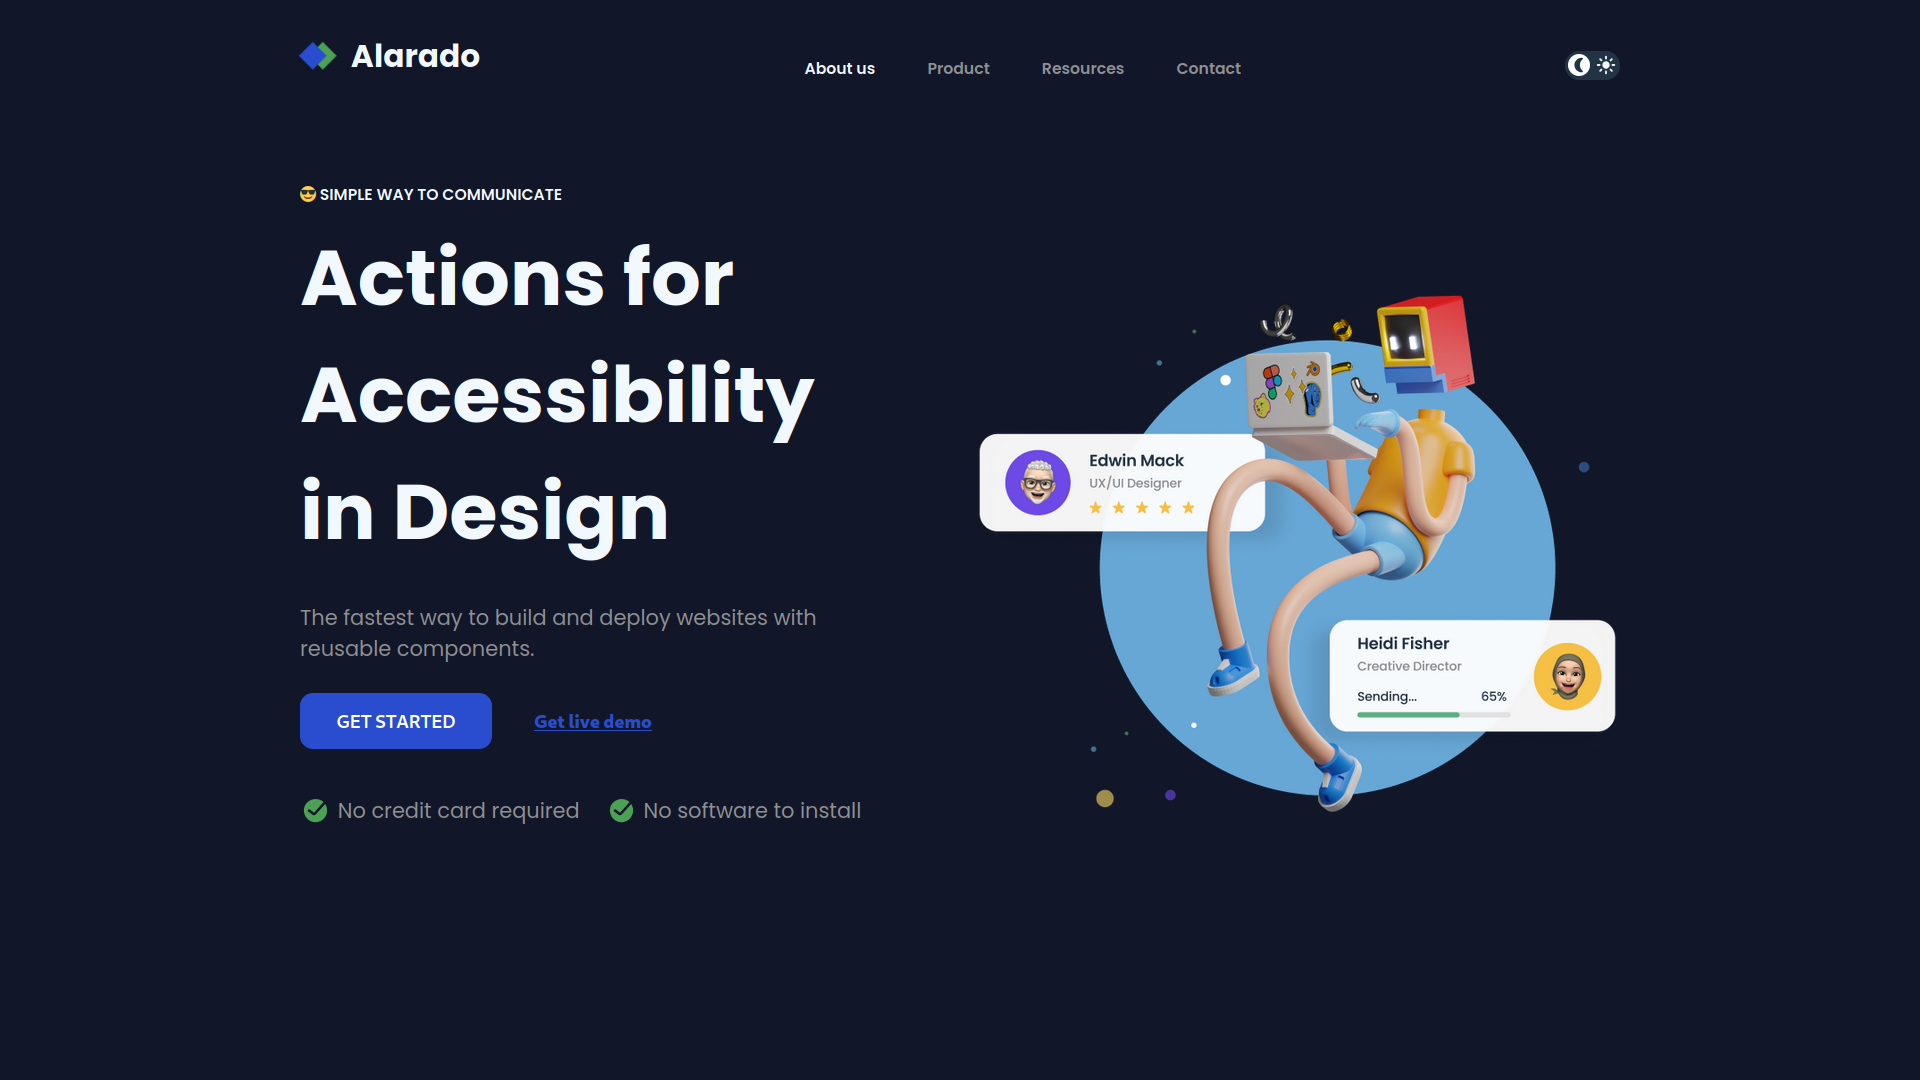 Alarado
About us
Product
Resources
Contact
SIMPLE WAY TO COMMUNICATE
Actions for
Accessibility
in Design
The fastest way to build and deploy websites with
reusable components.
GET STARTED
Get live demo
No credit card required
No software to install
Edwin Mack
UX/UI Designer
Heidi Fisher
Creative Director
Sending...
65%